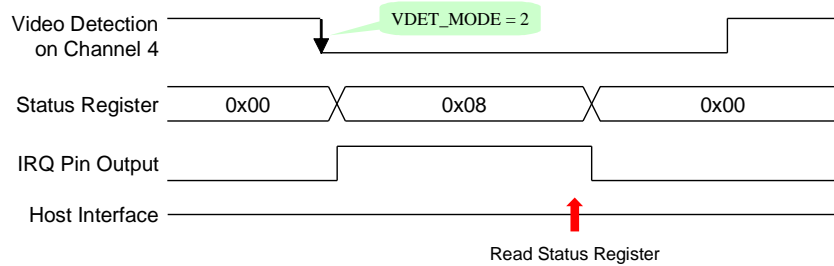 VDET_MODE = 2
Video Detection
on Channel 4
Status Register
0x00
0x08
0x00
IRQ Pin Output
Host Interface
Read Status Register